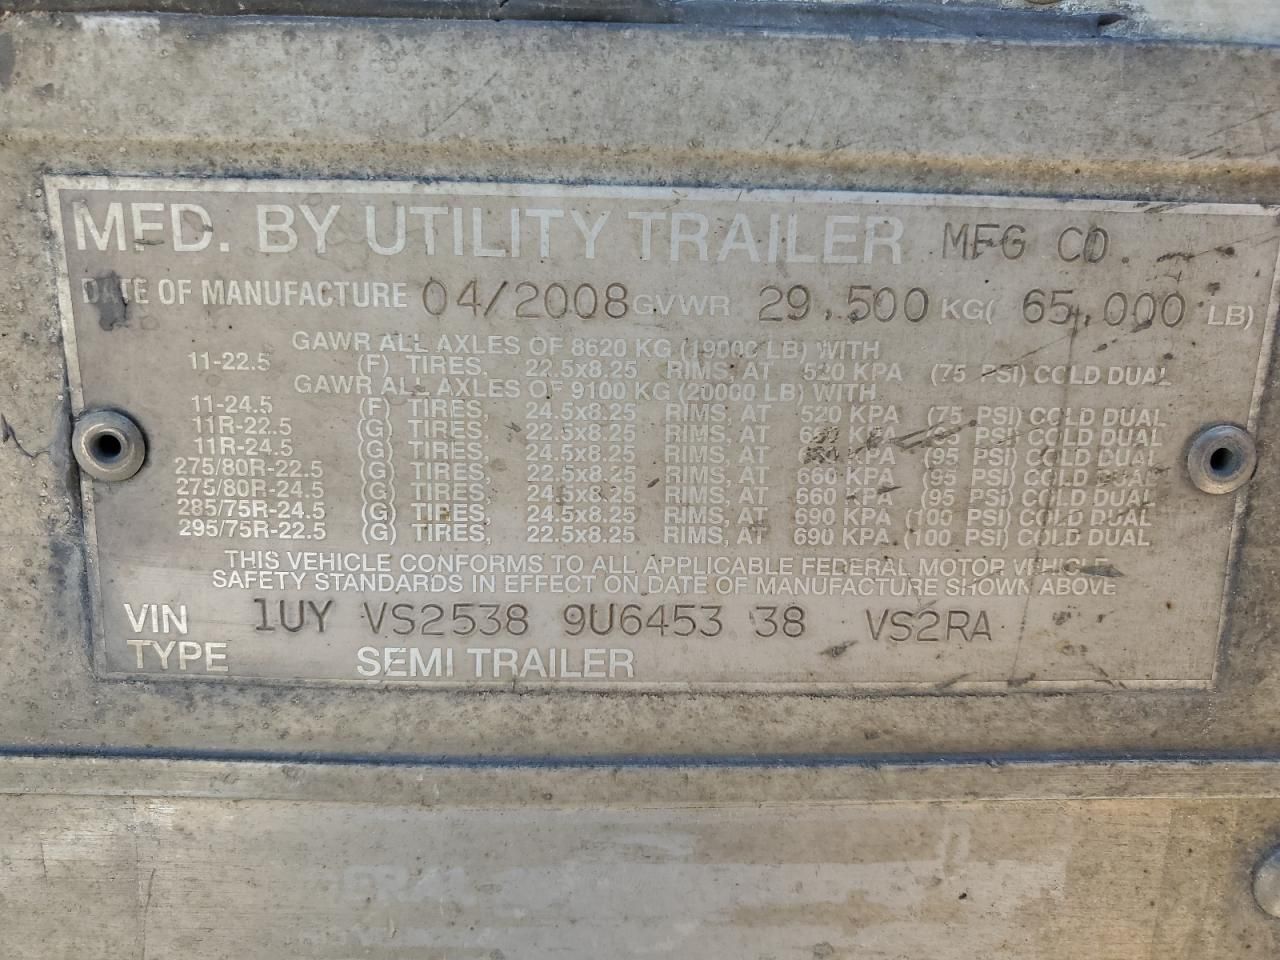 MFD. BY UTILITY TRAILER MFG CO.
DATE OF MANUFACTURE 04/2008 GVWR 29,500 KG( 65,000 LB)
GAWR ALL AXLES OF 8620 KG (19000 LB) WITH
11-22.5 (F) TIRES, 22.5x8.25 RIMS, AT 520 KPA (75 PSI) COLD DUAL
GAWR ALL AXLES OF 9100 KG (20000 LB) WITH
11-24.5 (F) TIRES, 24.5x8.25 RIMS, AT 520 KPA (75 PSI) COLD DUAL
11R-22.5 (G) TIRES, 22.5x8.25 RIMS, AT KPA PSI) COLD DUAL
11R-24.5 (G) TIRES, 24.5x8.25 RIMS, AT KPA (95 PSI) COLD DUAL
275/80R-22.5 (G) TIRES, 22.5x8.25 RIMS, AT 660 KPA (95 PSI) COLD DUAL
275/80R-24.5 (G) TIRES, 24.5x8.25 RIMS, AT 660 KPA (95 PSI) COLD DUAL
285/75R-24.5 (G) TIRES, 24.5x8.25 RIMS, AT 690 KPA (100 PSI) COLD DUAL
295/75R-22.5 (G) TIRES, 22.5x8.25 RIMS, AT 690 KPA (100 PSI) COLD DUAL
THIS VEHICLE CONFORMS TO ALL APPLICABLE FEDERAL MOTOR VEHICLE
SAFETY STANDARDS IN EFFECT ON DATE OF MANUFACTURE SHOWN ABOVE
VIN 1UY VS2538 9U6453 38 VS2RA
TYPE SEMI TRAILER